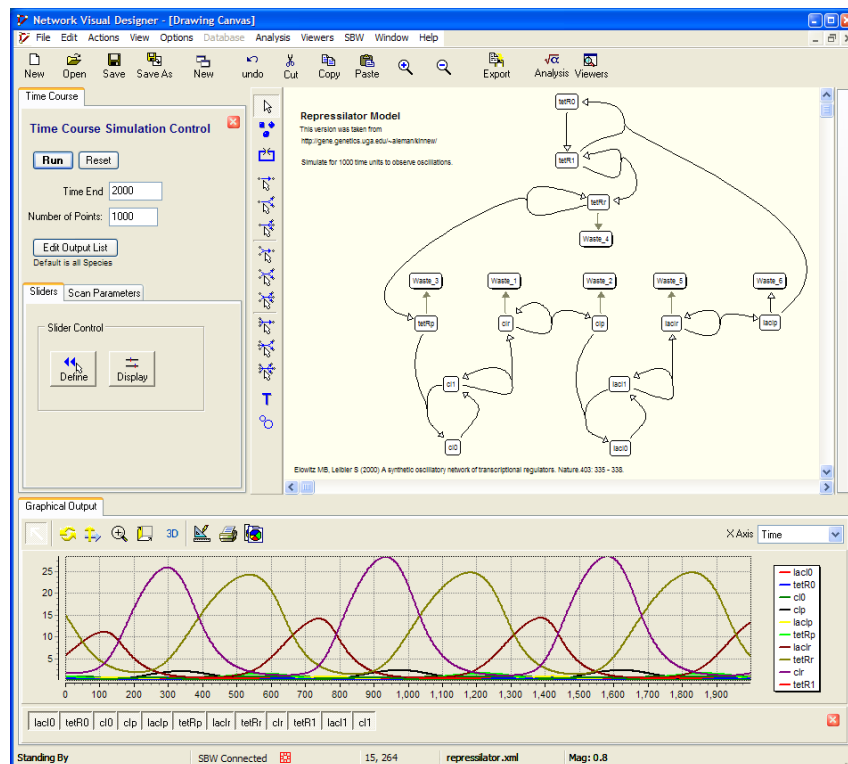 Network Visual Designer - [Drawing Canvas]
File Edit Actions View Options Database Analysis Viewers SBW Window Help
New Open Save Save As New undo Cut Copy Paste Export Analysis Viewers
√α
Time Course
Time Course Simulation Control
Run Reset
Time End 2000
Number of Points: 1000
Edit Output List
Default is all Species
Sliders Scan Parameters
Slider Control
Define Display
T
Repressilator Model
This version was taken from
http://gene.genetics.uga.edu/~aleman/kinnew/
Simulate for 1000 time units to observe oscillations.
tetR0
tetR1
tetRr
Waste_4
Waste_3 Waste_1 Waste_2 Waste_5 Waste_6
tetRp clr clp laclr laclp
cl1 lacl1
cl0 lacl0
Elowitz MB, Leibler S (2000) A synthetic oscillatory network of transcriptional regulators. Nature 403: 335 - 338.
Graphical Output
3D
X Axis Time
25
20
15
10
5
0 100 200 300 400 500 600 700 800 900 1,000 1,100 1,200 1,300 1,400 1,500 1,600 1,700 1,800 1,900
lacl0
tetR0
cl0
clp
laclp
tetRp
laclr
tetRr
clr
tetR1
lacl0 tetR0 cl0 clp laclp tetRp laclr tetRr clr tetR1 lacl1 cl1
Standing By SBW Connected 15, 264 repressilator.xml Mag: 0.8